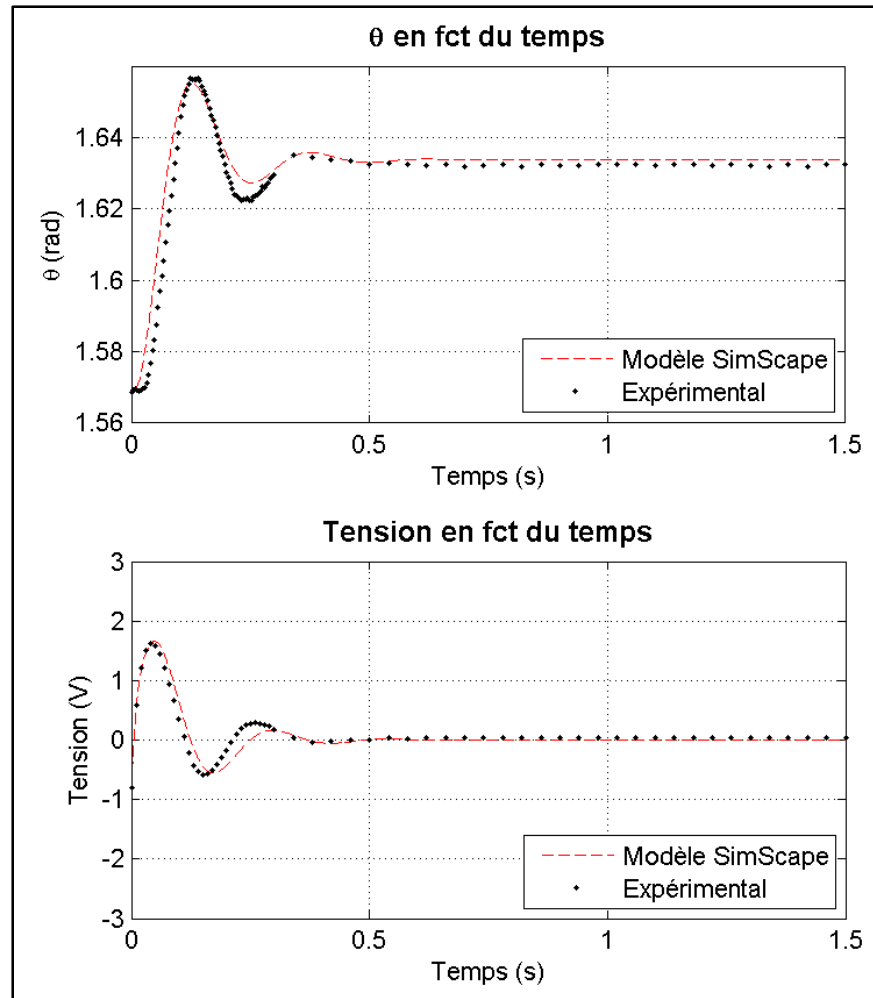 θ en fct du temps
1.64
1.62
1.6
1.58
1.56
θ (rad)
0
0.5
1
1.5
Temps (s)
Modèle SimScape
Expérimental
Tension en fct du temps
3
2
1
0
-1
-2
-3
Tension (V)
0
0.5
1
1.5
Temps (s)
Modèle SimScape
Expérimental